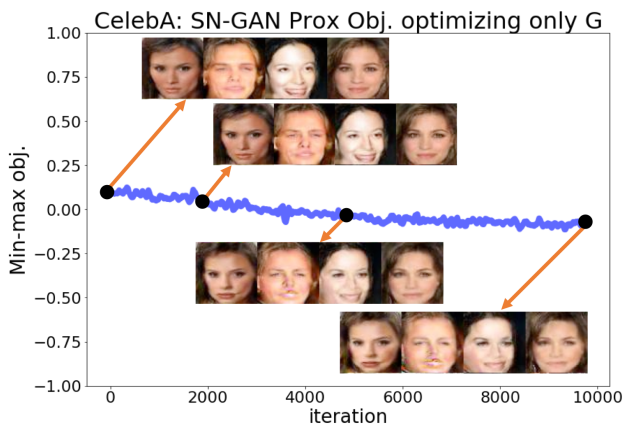 CelebA: SN-GAN Prox Obj. optimizing only G
Min-max obj.
1.00
0.75
0.50
0.25
0.00
−0.25
−0.50
−0.75
−1.00
0 2000 4000 6000 8000 10000
iteration